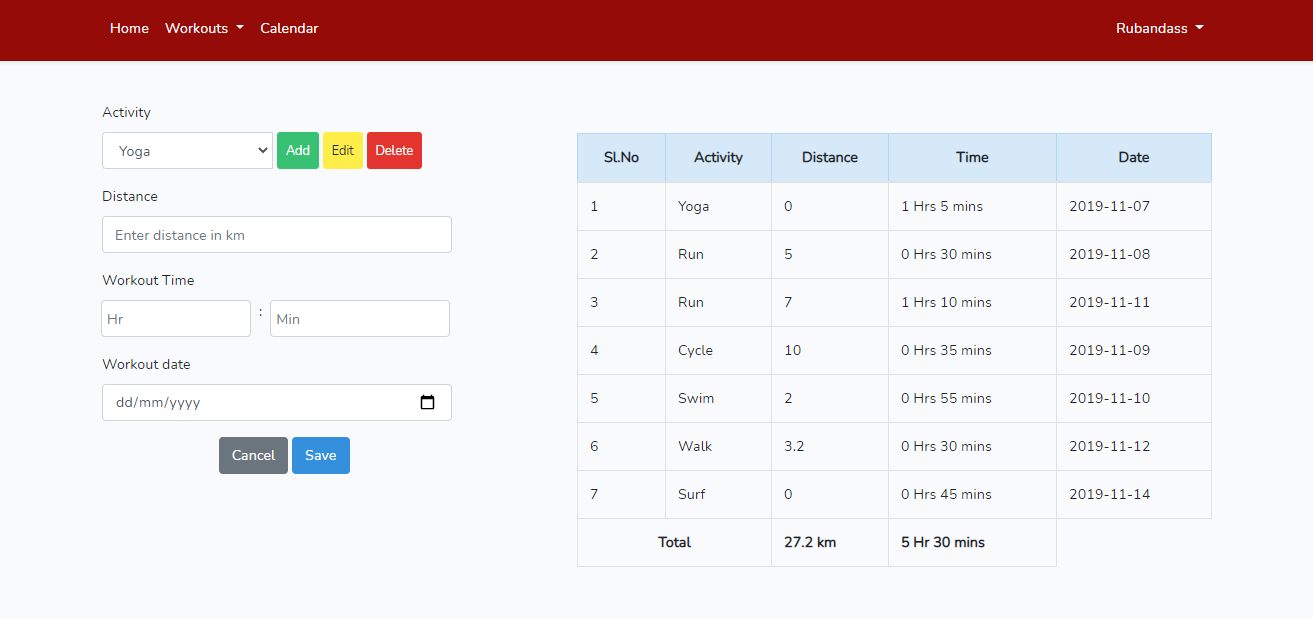 Home Workouts Calendar Rubandass
Activity
Yoga Add Edit Delete
Distance
Enter distance in km
Workout Time
Hr : Min
Workout date
dd/mm/yyyy
Cancel Save
Sl.No Activity Distance Time Date
1 Yoga 0 1 Hrs 5 mins 2019-11-07
2 Run 5 0 Hrs 30 mins 2019-11-08
3 Run 7 1 Hrs 10 mins 2019-11-11
4 Cycle 10 0 Hrs 35 mins 2019-11-09
5 Swim 2 0 Hrs 55 mins 2019-11-10
6 Walk 3.2 0 Hrs 30 mins 2019-11-12
7 Surf 0 0 Hrs 45 mins 2019-11-14
Total 27.2 km 5 Hr 30 mins